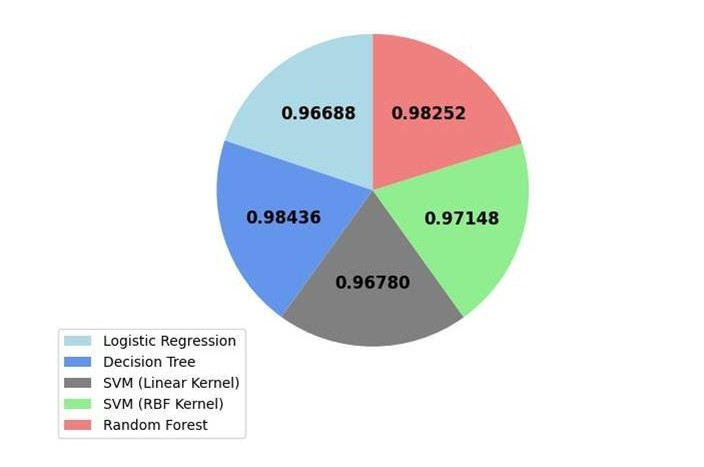 0.96688
0.98252
0.98436
0.97148
0.96780
Logistic Regression
Decision Tree
SVM (Linear Kernel)
SVM (RBF Kernel)
Random Forest